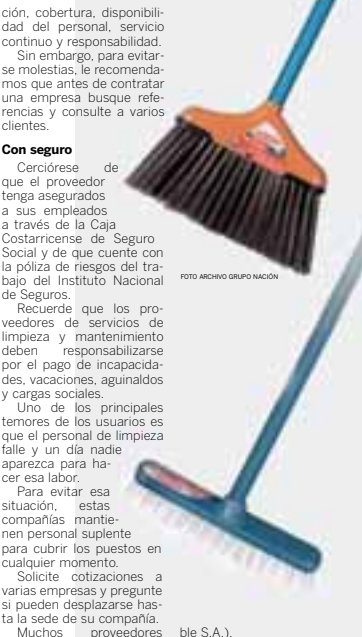 ción, cobertura, disponibili-
dad del personal, servicio
continuo y responsabilidad.
Sin embargo, para evitar-
se molestias, le recomenda-
mos que antes de contratar
una empresa busque refe-
rencias y consulte a varios
clientes.
Con seguro
Cerciórese de
que el proveedor
tenga asegurados
a sus empleados
a través de la Caja
Costarricense de Seguro
Social y de que cuente con
la póliza de riesgos del tra-
bajo del Instituto Nacional
de Seguros.
Recuerde que los pro-
veedores de servicios de
limpieza y mantenimiento
deben responsabilizarse
por el pago de incapacida-
des, vacaciones, aguinaldos
y cargas sociales.
Uno de los principales
temores de los usuarios es
que el personal de limpieza
falle y un día nadie
aparezca para ha-
cer esa labor.
Para evitar esa
situación, estas
compañías mantie-
nen personal suplente
para cubrir los puestos en
cualquier momento.
Solicite cotizaciones a
varias empresas y pregunte
si pueden desplazarse has-
ta la sede de su compañía.
Muchos proveedores
FOTO ARCHIVO GRUPO NACIÓN
ble S.A.).